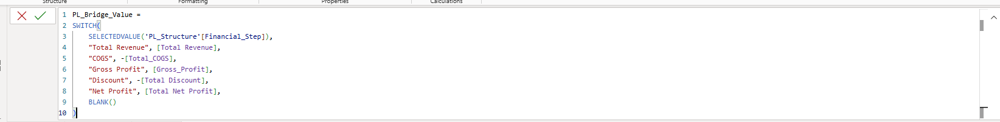 Structure Formatting Properties Calculations
1 PL_Bridge_Value =
2 SWITCH(
3 SELECTEDVALUE('PL_Structure'[Financial_Step]),
4 "Total Revenue", [Total Revenue],
5 "COGS", -[Total_COGS],
6 "Gross Profit", [Gross_Profit],
7 "Discount", -[Total Discount],
8 "Net Profit", [Total Net Profit],
9 BLANK()
10 )